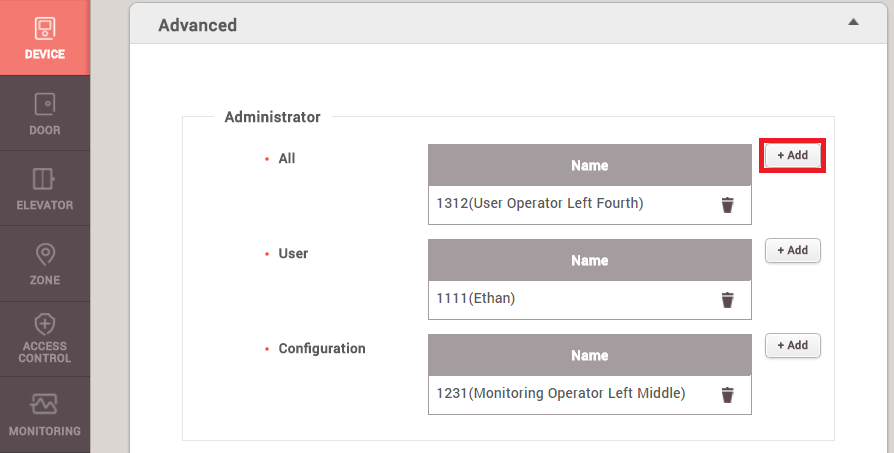 DEVICE
DOOR
ELEVATOR
ZONE
ACCESS
CONTROL
MONITORING
Advanced
Administrator
• All
Name
+ Add
1312(User Operator Left Fourth)
• User
Name
+ Add
1111(Ethan)
• Configuration
Name
+ Add
1231(Monitoring Operator Left Middle)